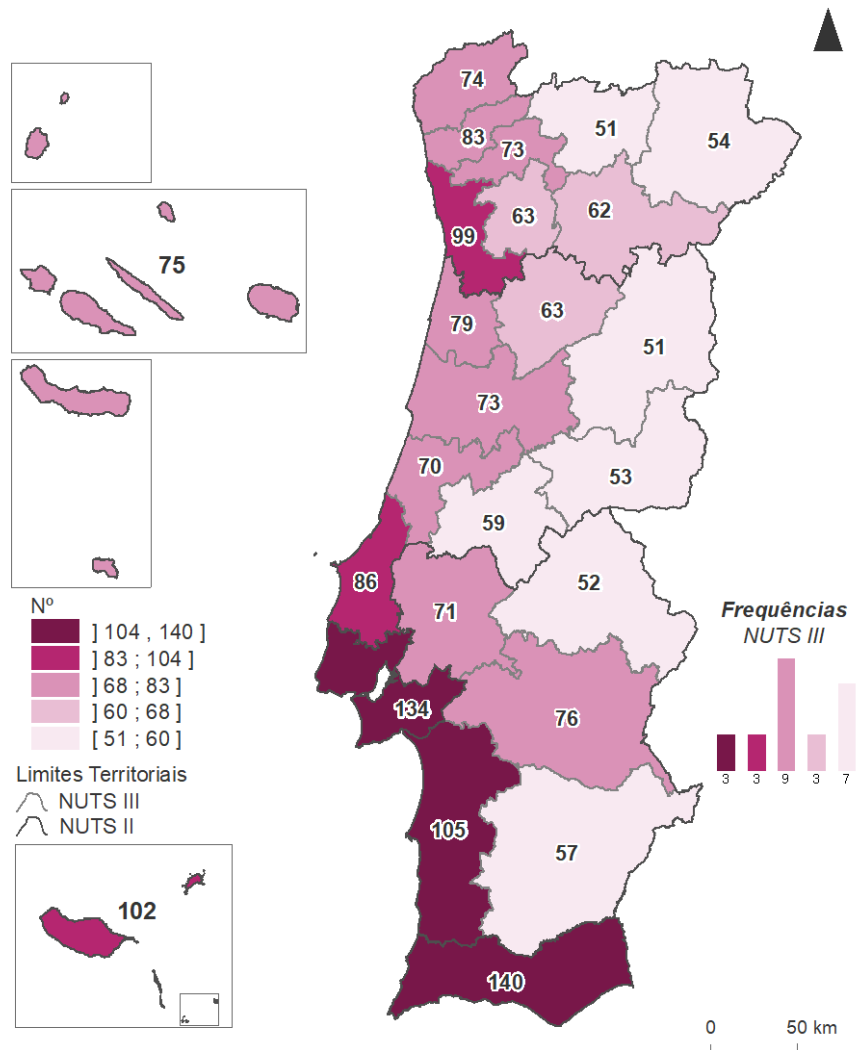 74
83
73
51
54
63
62
99
75
79
63
51
73
70
53
59
86
71
52
Nº
] 104 , 140 ]
] 83 ; 104 ]
] 68 ; 83 ]
] 60 ; 68 ]
[ 51 ; 60 ]
Frequências
NUTS III
3 3 9 3 7
134
76
Limites Territoriais
NUTS III
NUTS II
105
57
102
140
0 50 km